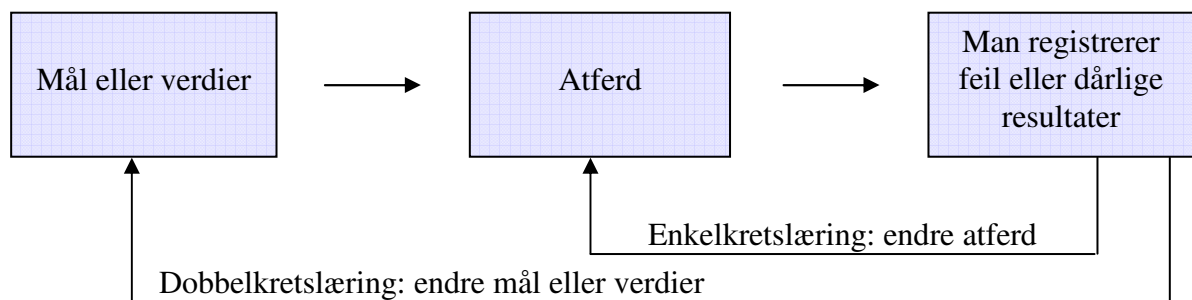 Mål eller verdier
Atferd
Man registrerer
feil eller dårlige
resultater
Enkelkretslæring: endre atferd
Dobbelkretslæring: endre mål eller verdier